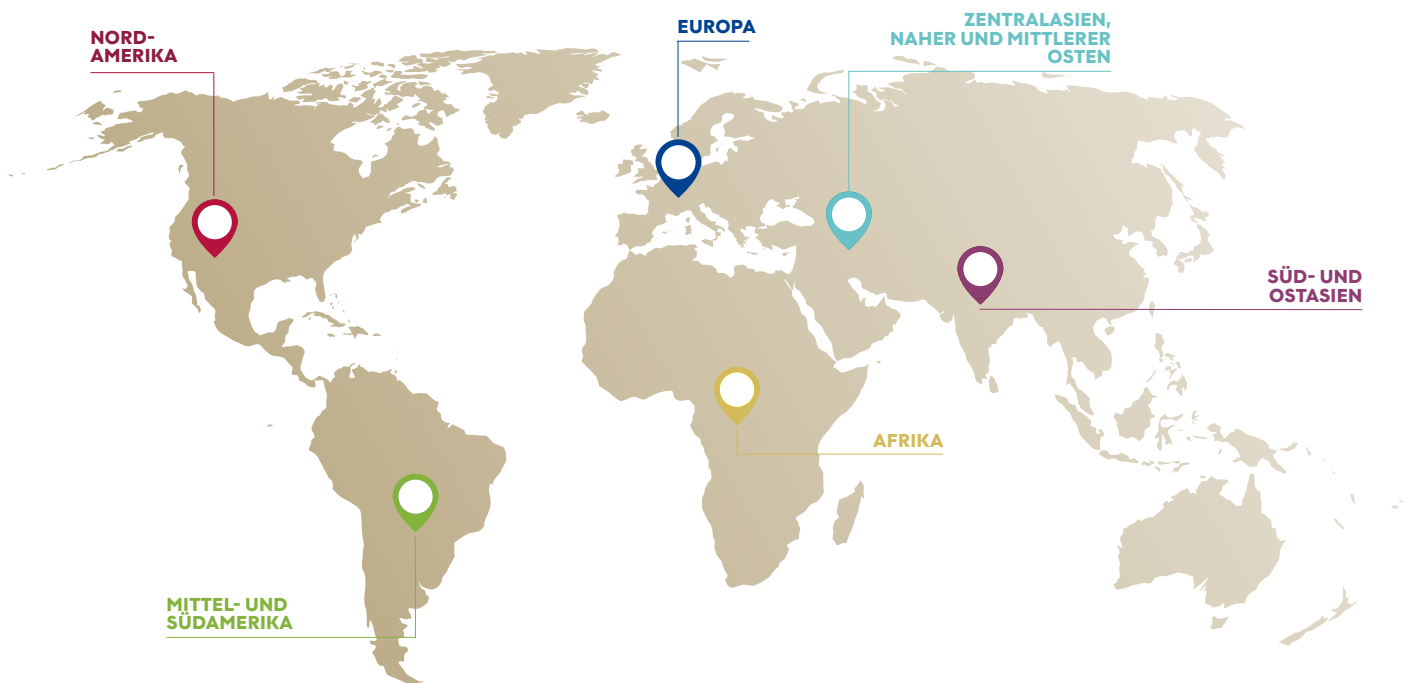 NORD-
AMERIKA
EUROPA
ZENTRALASIEN,
NAHER UND MITTLERER
OSTEN
SÜD- UND
OSTASIEN
AFRIKA
MITTEL- UND
SÜDAMERIKA